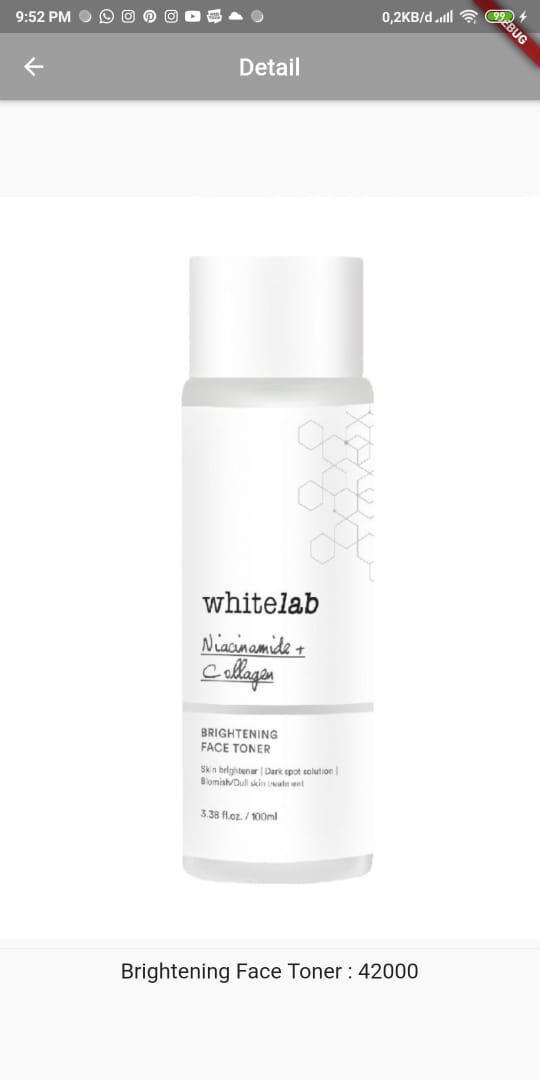 9:52 PM
0,2KB/d
99
DEBUG
Detail
whitelab
Niacinamide +
Collagen
BRIGHTENING
FACE TONER
Skin brightener | Dark spot solution |
Blemish/Dull skin treatment
3.38 fl.oz. / 100ml
Brightening Face Toner : 42000